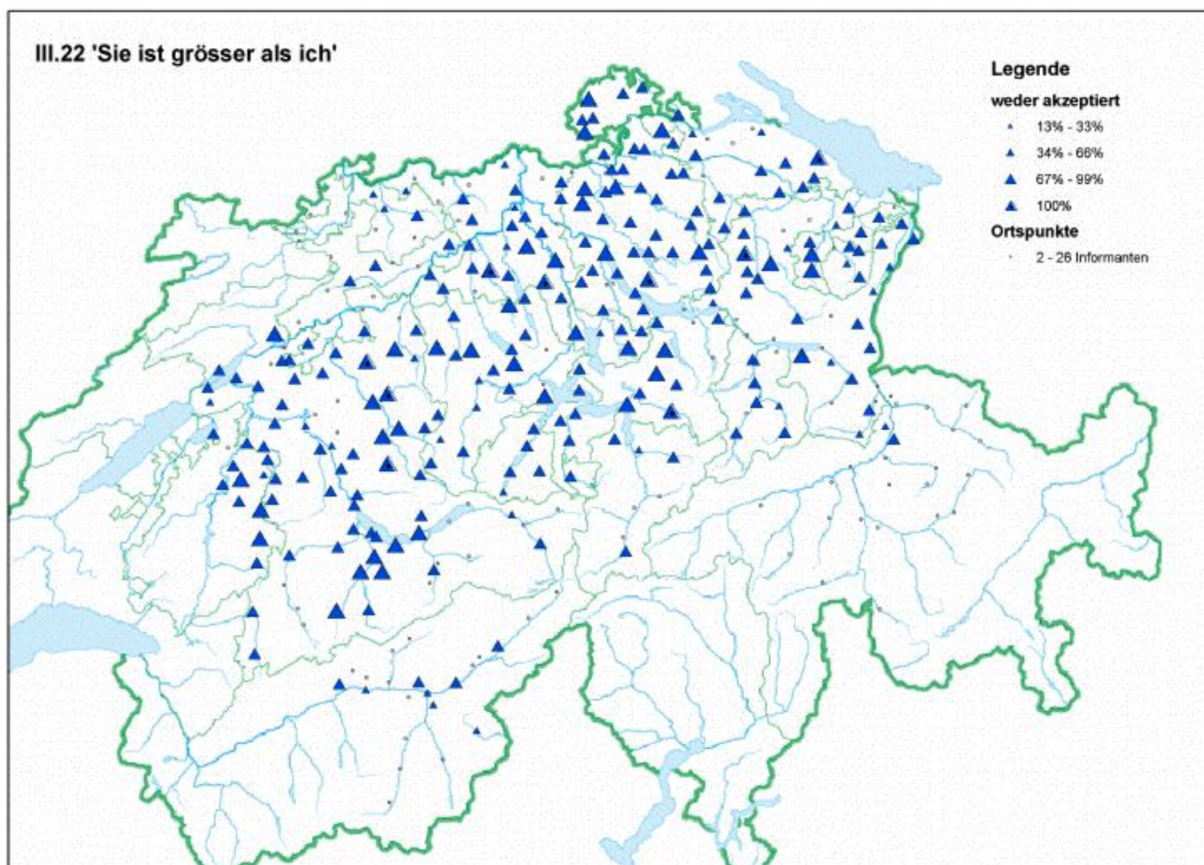 III.22 'Sie ist grösser als ich'
Legende
weder akzeptiert
13% - 33%
34% - 66%
67% - 99%
100%
Ortspunkte
2 - 26 Informanten